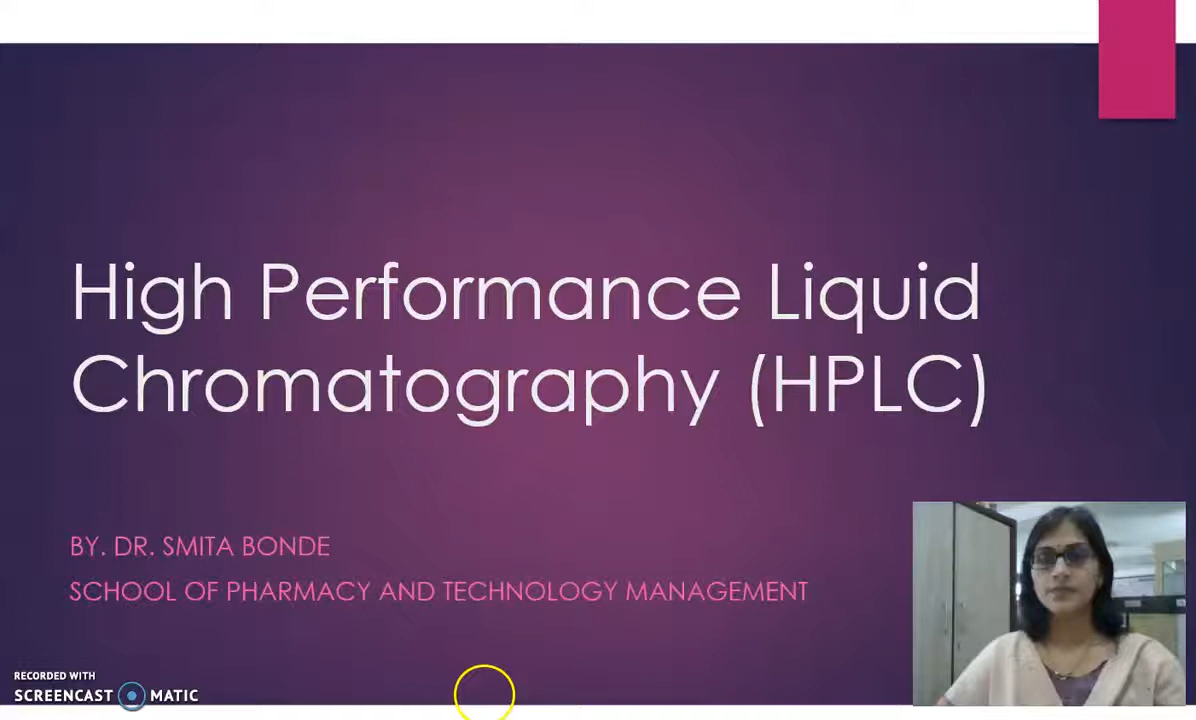 High Performance Liquid
Chromatography (HPLC)
BY. DR. SMITA BONDE
SCHOOL OF PHARMACY AND TECHNOLOGY MANAGEMENT
RECORDED WITH
SCREENCAST MATIC